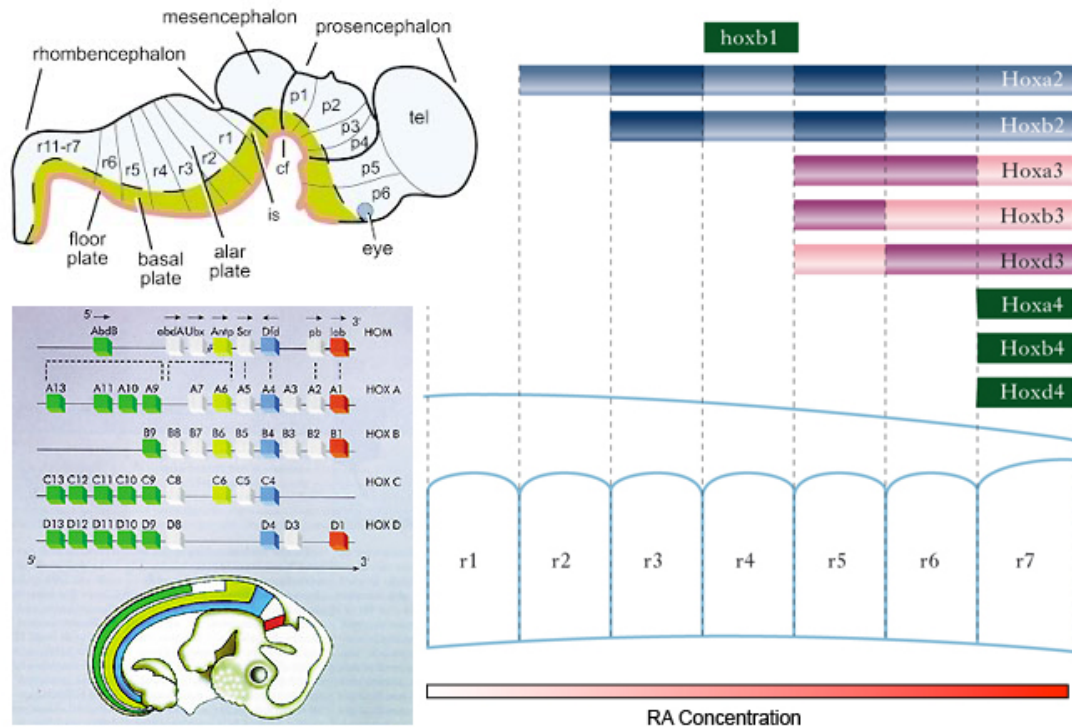 mesencephalon
prosencephalon
rhombencephalon
p1
p2
p3
p4
p5
p6
tel
r11-r7
r6
r5
r4
r3
r2
r1
cf
is
eye
floor
plate
basal
plate
alar
plate
hoxb1
Hoxa2
Hoxb2
Hoxa3
Hoxb3
Hoxd3
Hoxa4
Hoxb4
Hoxd4
r1 r2 r3 r4 r5 r6 r7
RA Concentration
5' 3'
AbdB abdA Ubx Antp Scr Dfd pb lab HOM
A13 A11 A10 A9 A7 A6 A5 A4 A3 A2 A1 HOX A
B9 B8 B7 B6 B5 B4 B3 B2 B1 HOX B
C13 C12 C11 C10 C9 C8 C6 C5 C4 HOX C
D13 D12 D11 D10 D9 D8 D4 D3 D1 HOX D
5' 3'